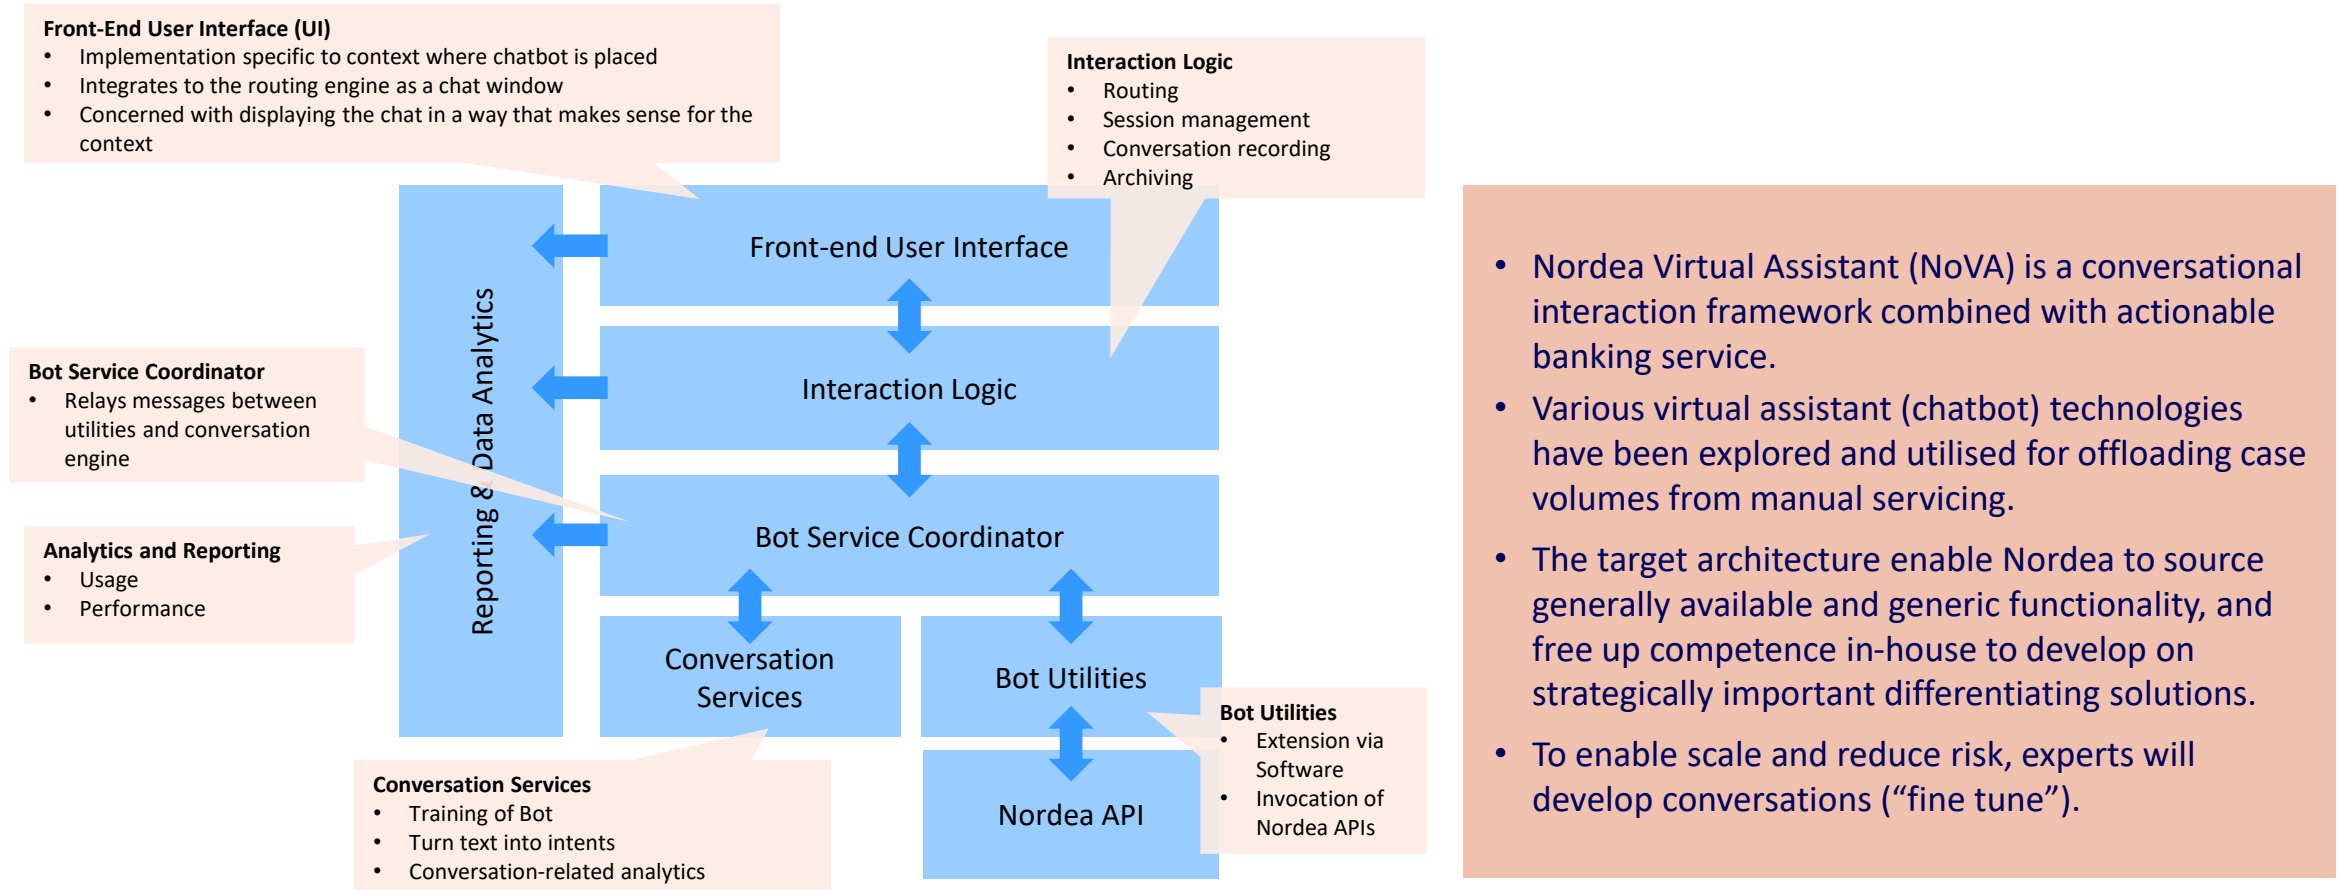 Front-End User Interface (UI)
• Implementation specific to context where chatbot is placed
• Integrates to the routing engine as a chat window
• Concerned with displaying the chat in a way that makes sense for the
context
Interaction Logic
• Routing
• Session management
• Conversation recording
• Archiving
Front-end User Interface
Interaction Logic
Bot Service Coordinator
• Relays messages between
utilities and conversation
engine
Reporting & Data Analytics
Bot Service Coordinator
Analytics and Reporting
• Usage
• Performance
Conversation
Services
Bot Utilities
Bot Utilities
• Extension via
Software
• Invocation of
Nordea APIs
Nordea API
Conversation Services
• Training of Bot
• Turn text into intents
• Conversation-related analytics
• Nordea Virtual Assistant (NoVA) is a conversational
interaction framework combined with actionable
banking service.
• Various virtual assistant (chatbot) technologies
have been explored and utilised for offloading case
volumes from manual servicing.
• The target architecture enable Nordea to source
generally available and generic functionality, and
free up competence in-house to develop on
strategically important differentiating solutions.
• To enable scale and reduce risk, experts will
develop conversations (“fine tune”).